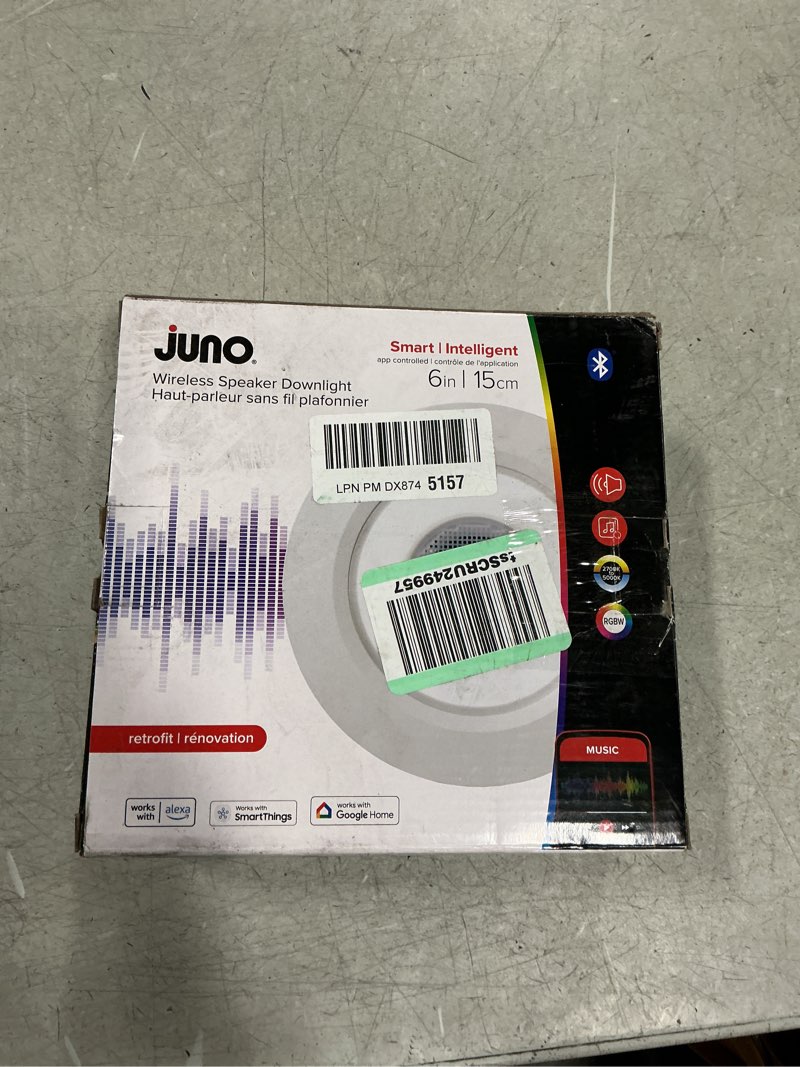 juno
Smart | Intelligent
app controlled | contrôle de l'application
6in | 15cm
Wireless Speaker Downlight
Haut-parleur sans fil plafonnier
LPN PM DX874 5157
tsSCRU249957
2700K
to
5000K
RGBW
retrofit | rénovation
MUSIC
works with | alexa
Works with
SmartThings
works with
Google Home